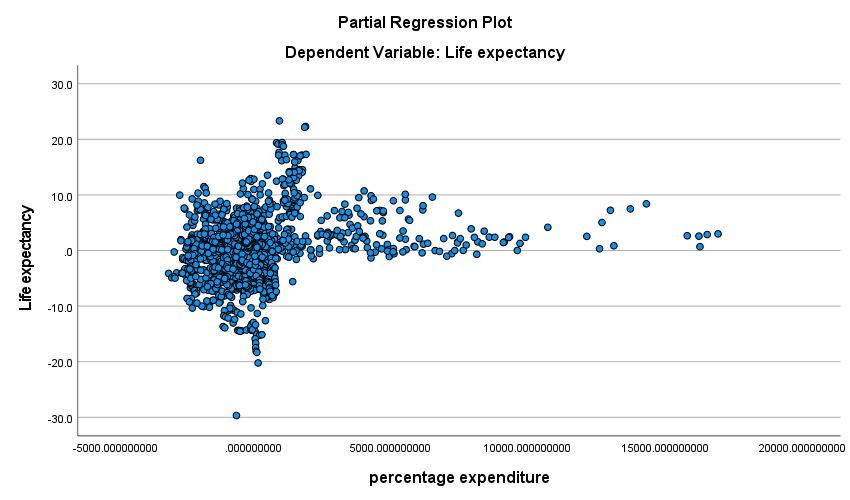 Partial Regression Plot
Dependent Variable: Life expectancy
30.0
20.0
10.0
.0
-10.0
-20.0
-30.0
Life expectancy
-5000.000000000 .000000000 5000.000000000 10000.000000000 15000.000000000 20000.000000000
percentage expenditure